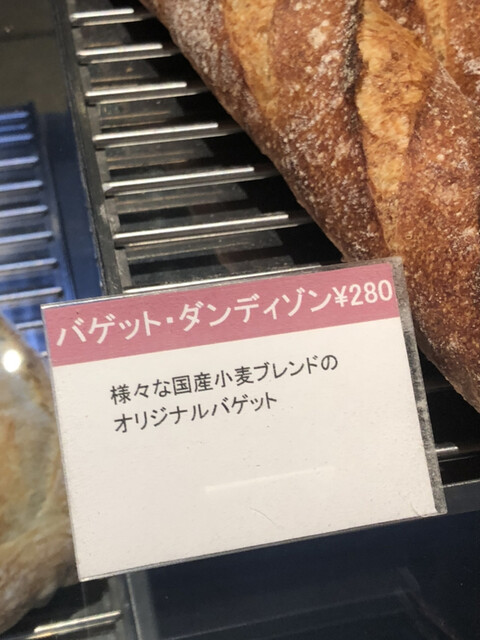 バゲット・ダンディゾン¥280
様々な国産小麦ブレンドの
オリジナルバゲット